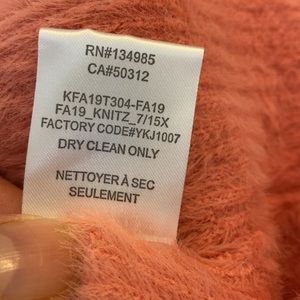 RN#134985
CA#50312
KFA19T304-FA19
FA19_KNITZ_7/15X
FACTORY CODE#YKJ1007
DRY CLEAN ONLY
NETTOYER À SEC
SEULEMENT